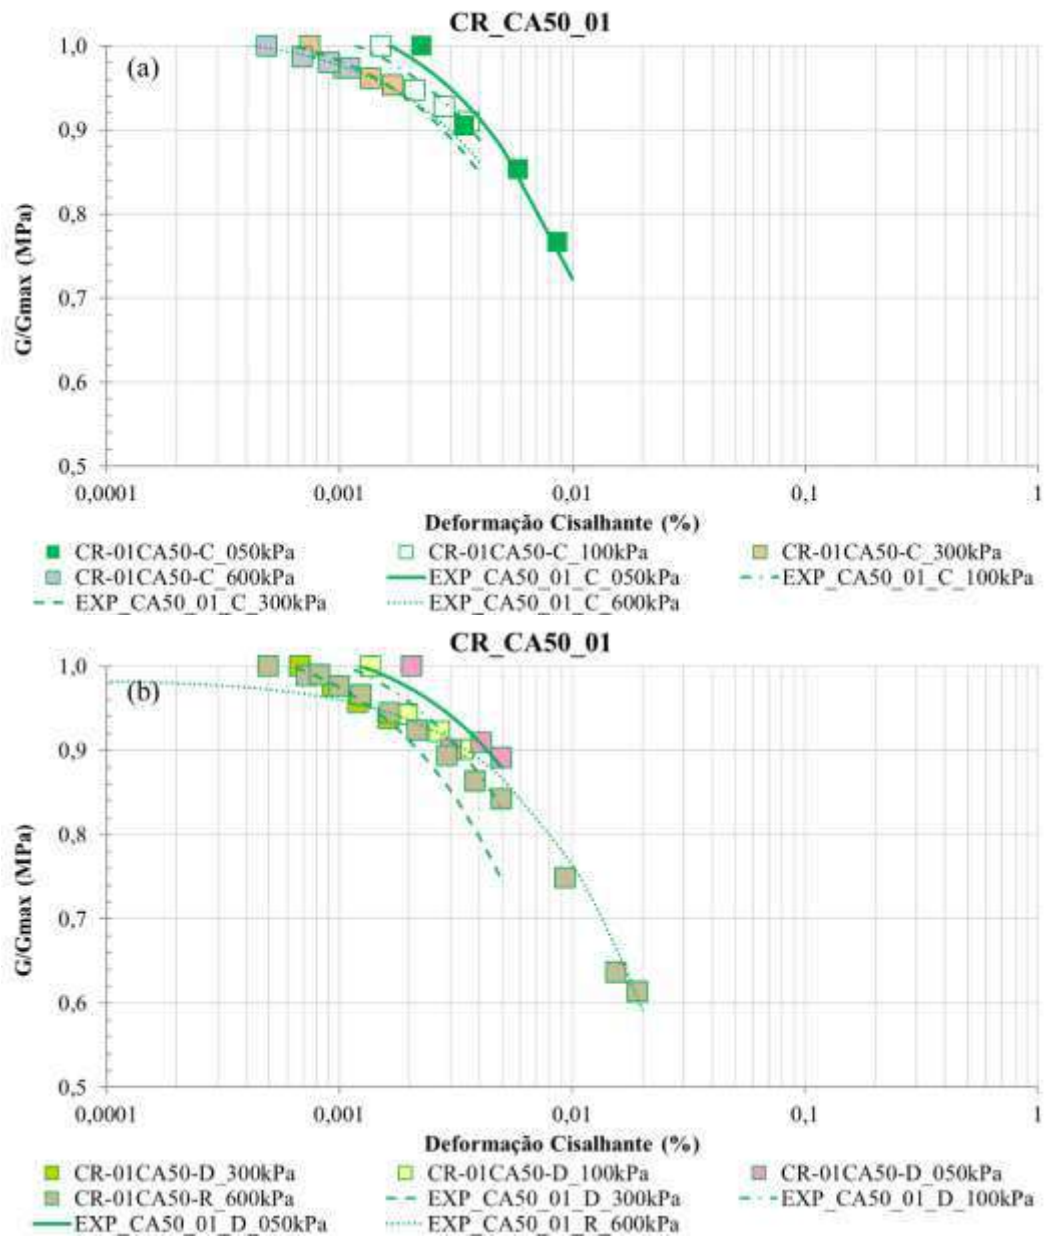 CR_CA50_01
(a)
1,0
0,9
0,8
0,7
0,6
0,5
G/Gmax (MPa)
0,0001 0,001 0,01 0,1 1
Deformação Cisalhante (%)
CR-01CA50-C_050kPa CR-01CA50-C_100kPa CR-01CA50-C_300kPa
CR-01CA50-C_600kPa EXP_CA50_01_C_050kPa EXP_CA50_01_C_100kPa
EXP_CA50_01_C_300kPa EXP_CA50_01_C_600kPa
CR_CA50_01
(b)
1,0
0,9
0,8
0,7
0,6
0,5
G/Gmax (MPa)
0,0001 0,001 0,01 0,1 1
Deformação Cisalhante (%)
CR-01CA50-D_300kPa CR-01CA50-D_100kPa CR-01CA50-D_050kPa
CR-01CA50-R_600kPa EXP_CA50_01_D_300kPa EXP_CA50_01_D_100kPa
EXP_CA50_01_D_050kPa EXP_CA50_01_R_600kPa